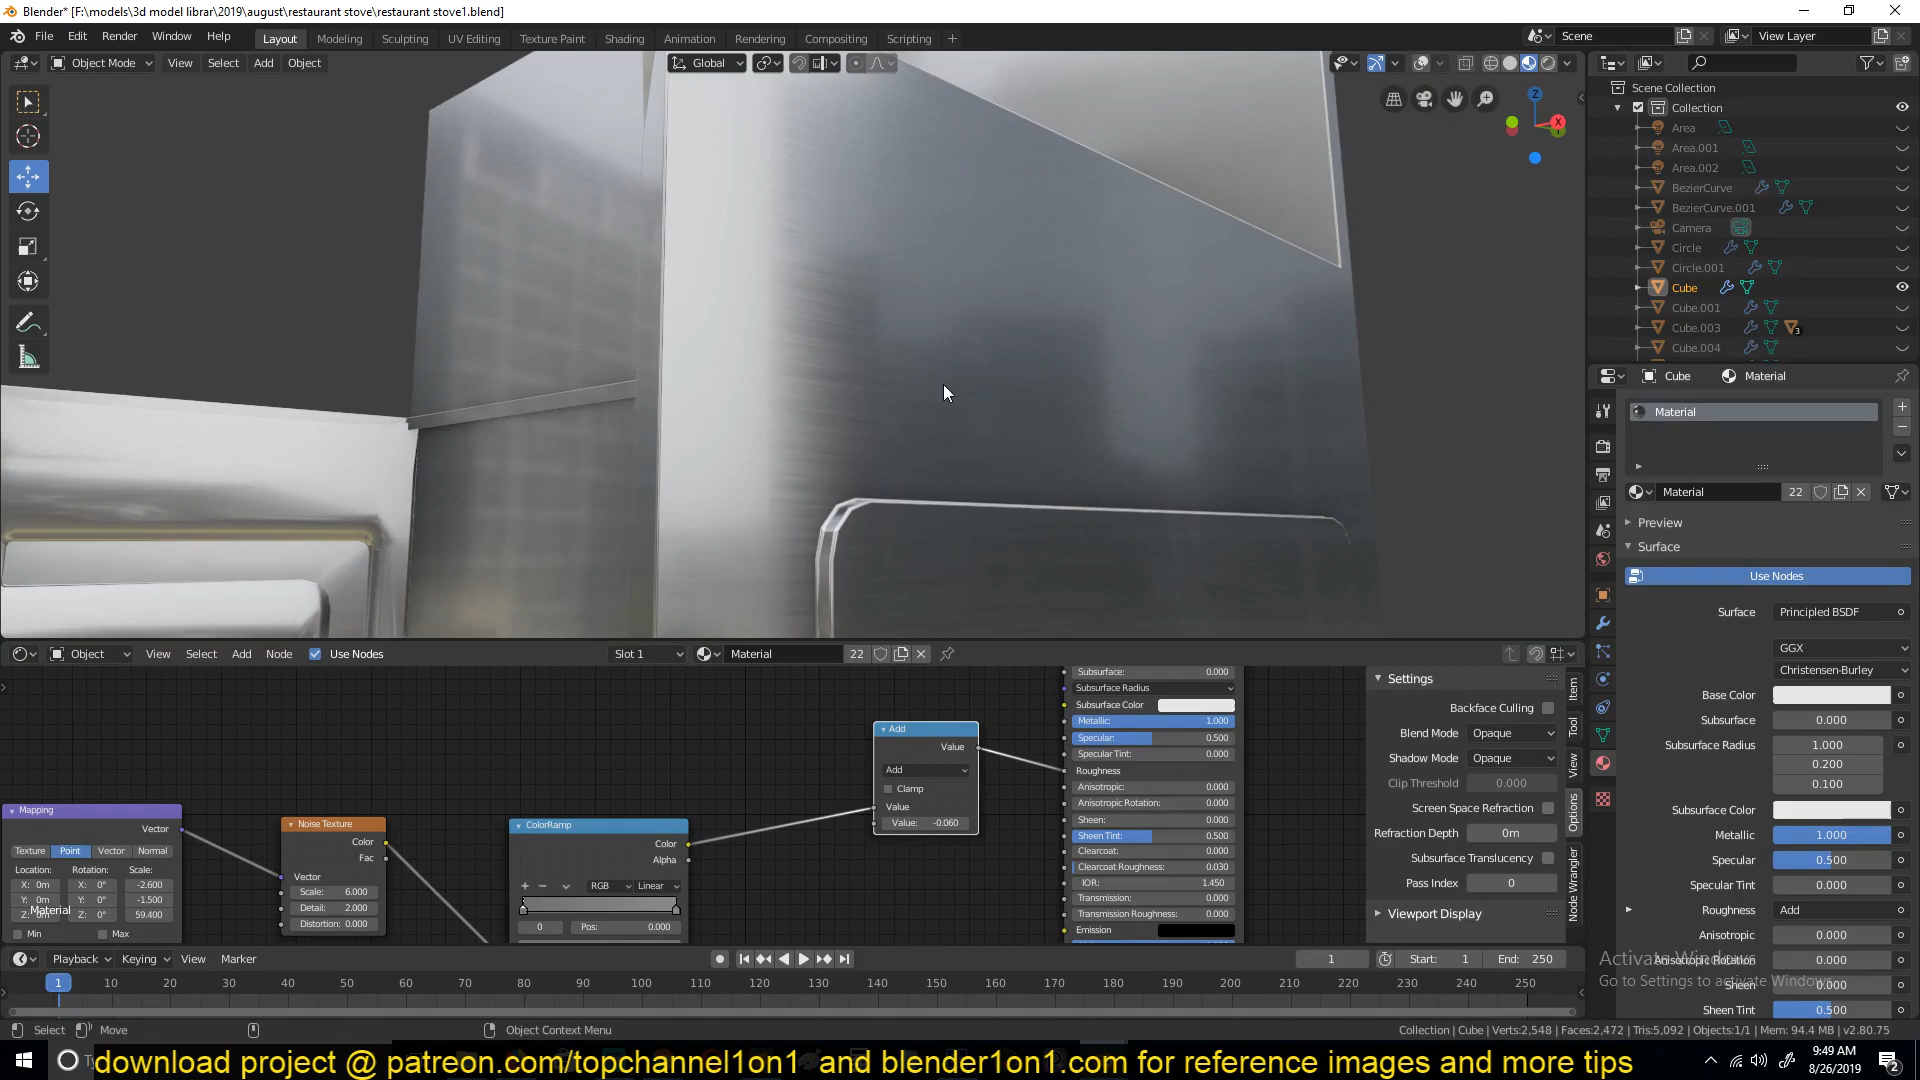 Blender* [F:\models\3d model librar\2019\august\restaurant stove\restaurant stove1.blend]
File Edit Render Window Help Layout Modeling Sculpting UV Editing Texture Paint Shading Animation Rendering Compositing Scripting + Scene View Layer
Object Mode View Select Add Object Global
Scene Collection
Collection
Area
Area.001
Area.002
BezierCurve
BezierCurve.001
Camera
Circle
Circle.001
Cube
Cube.001
Cube.003 3
Cube.004
Z
X
Cube Material
Material
Material 22
Preview
Surface
Use Nodes
Surface Principled BSDF
GGX
Christensen-Burley
Base Color
Subsurface 0.000
Subsurface Radius 1.000
0.200
0.100
Subsurface Color
Metallic 1.000
Specular 0.500
Specular Tint 0.000
Roughness Add
Anisotropic 0.000
Anisotropic Rotation 0.000
Sheen 0.000
Sheen Tint 0.500
Activate Windows
Go to Settings to activate Windows.
Object View Select Add Node Use Nodes Slot 1 Material 22
Mapping
Vector
Texture Point Vector Normal
Location: Rotation: Scale:
X: 0m X: 0° -2.600
Y: 0m Y: 0° -1.500
Z: 0m Z: 0° 59.400
Min Max
Material
Noise Texture
Color
Fac
Vector
Scale: 6.000
Detail: 2.000
Distortion: 0.000
ColorRamp
Color
Alpha
+ − RGB Linear
0 Pos: 0.000
Add
Value
Add
Clamp
Value
Value: -0.060
Subsurface: 0.000
Subsurface Radius
Subsurface Color
Metallic: 1.000
Specular: 0.500
Specular Tint: 0.000
Roughness
Anisotropic: 0.000
Anisotropic Rotation: 0.000
Sheen: 0.000
Sheen Tint: 0.500
Clearcoat: 0.000
Clearcoat Roughness: 0.030
IOR: 1.450
Transmission: 0.000
Transmission Roughness: 0.000
Emission
Settings
Backface Culling
Blend Mode Opaque
Shadow Mode Opaque
Clip Threshold 0.000
Screen Space Refraction
Refraction Depth 0m
Subsurface Translucency
Pass Index 0
Viewport Display
Item
Tool
View
Options
Node Wrangler
Playback Keying View Marker 1 Start: 1 End: 250
1 10 20 30 40 50 60 70 80 90 100 110 120 130 140 150 160 170 180 190 200 210 220 230 240 250
Select Move Object Context Menu Collection | Cube | Verts:2,548 | Faces:2,472 | Tris:5,092 | Objects:1/1 | Mem: 94.4 MB | v2.80.75
download project @ patreon.com/topchannel1on1 and blender1on1.com for reference images and more tips
9:49 AM
8/26/2019
2